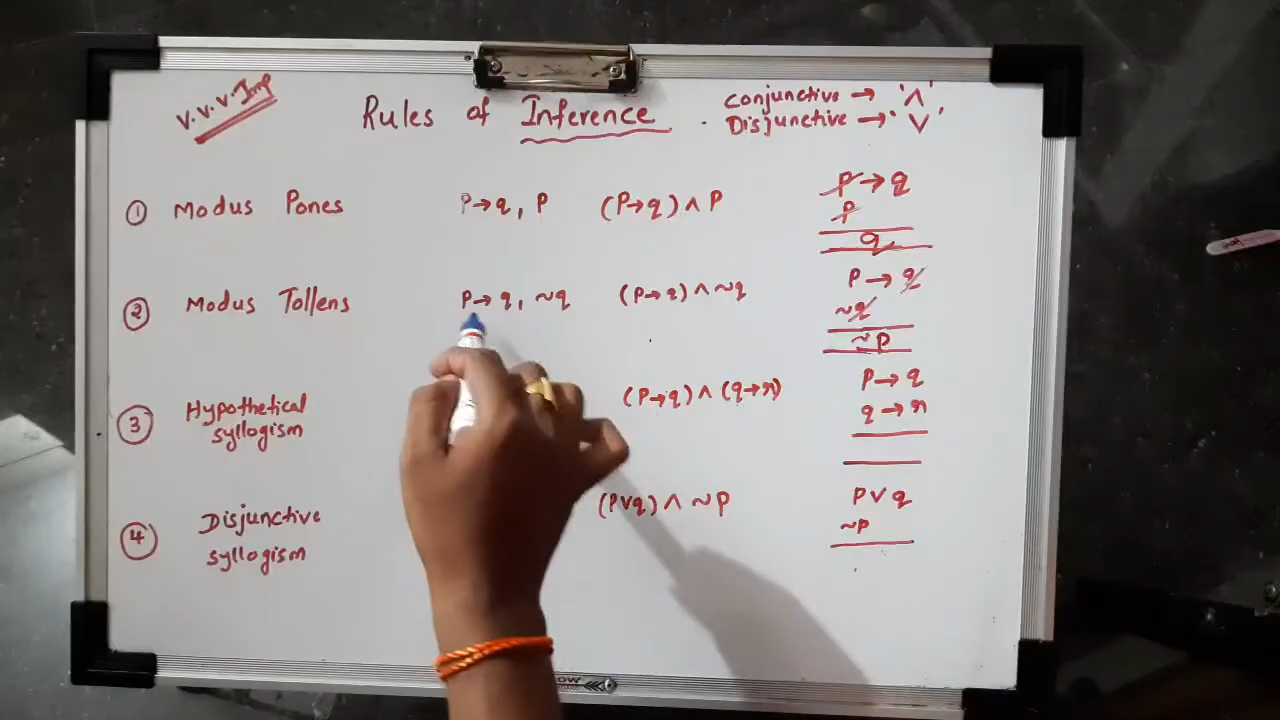 V.V.V.Imp
Rules of Inference.
Conjunctive → '∧'
Disjunctive → '∨'
① Modus Pones P→q, P (P→q) ∧ P
P→q
P
q
② Modus Tollens P→q, ~q (P→q) ∧ ~q
P→q
~q
~P
③ Hypothetical
syllogism
(P→q) ∧ (q→r)
P→q
q→r
④ Disjunctive
syllogism
(P∨q) ∧ ~P
P∨q
~P